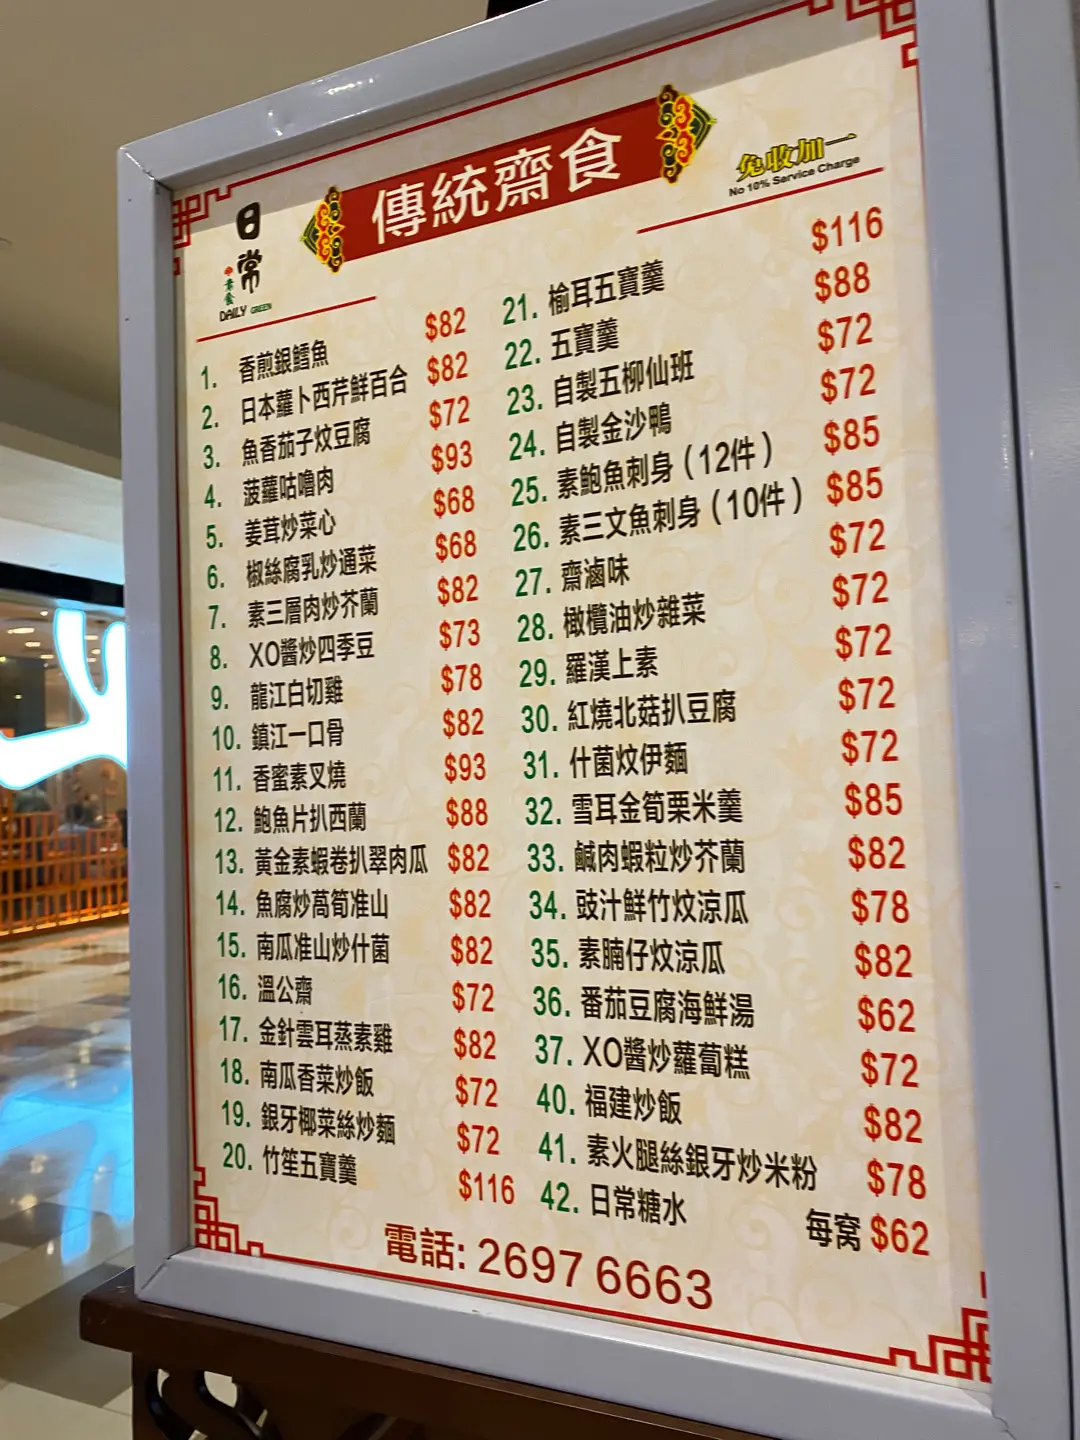 傳統齋食
日常
素食
DAILY GREEN
免收加一
No 10% Service Charge
1. 香煎銀鱈魚 $82
2. 日本蘿卜西芹鮮百合 $82
3. 魚香茄子炆豆腐 $72
4. 菠蘿咕嚕肉 $93
5. 姜茸炒菜心 $68
6. 椒絲腐乳炒通菜 $68
7. 素三層肉炒芥蘭 $82
8. XO醬炒四季豆 $73
9. 龍江白切雞 $78
10. 鎮江一口骨 $82
11. 香蜜素叉燒 $93
12. 鮑魚片扒西蘭 $88
13. 黃金素蝦卷扒翠肉瓜 $82
14. 魚腐炒萵筍准山 $82
15. 南瓜准山炒什菌 $82
16. 溫公齋 $72
17. 金針雲耳蒸素雞 $82
18. 南瓜香菜炒飯 $72
19. 銀牙椰菜絲炒麵 $72
20. 竹笙五寶羹 $116
21. 榆耳五寶羹 $116
22. 五寶羹 $88
23. 自製五柳仙班 $72
24. 自製金沙鴨 $72
25. 素鮑魚刺身（12件） $85
26. 素三文魚刺身（10件） $85
27. 齋滷味 $72
28. 橄欖油炒雜菜 $72
29. 羅漢上素 $72
30. 紅燒北菇扒豆腐 $72
31. 什菌炆伊麵 $72
32. 雪耳金筍栗米羹 $85
33. 鹹肉蝦粒炒芥蘭 $82
34. 豉汁鮮竹炆涼瓜 $78
35. 素腩仔炆涼瓜 $82
36. 番茄豆腐海鮮湯 $62
37. XO醬炒蘿蔔糕 $72
40. 福建炒飯 $82
41. 素火腿絲銀牙炒米粉 $78
42. 日常糖水 每窝 $62
電話: 2697 6663